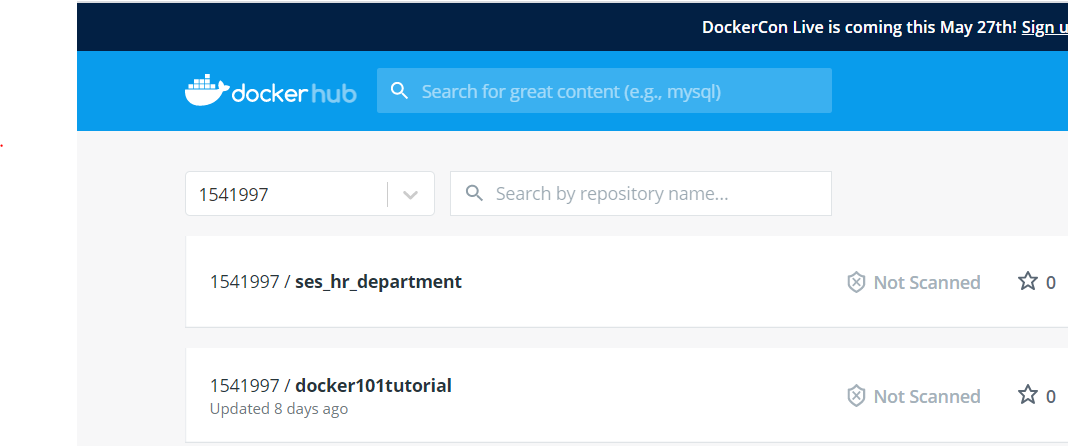 DockerCon Live is coming this May 27th! Sign u
docker hub
Search for great content (e.g., mysql)
1541997
Search by repository name...
1541997 / ses_hr_department
Not Scanned
0
1541997 / docker101tutorial
Updated 8 days ago
Not Scanned
0